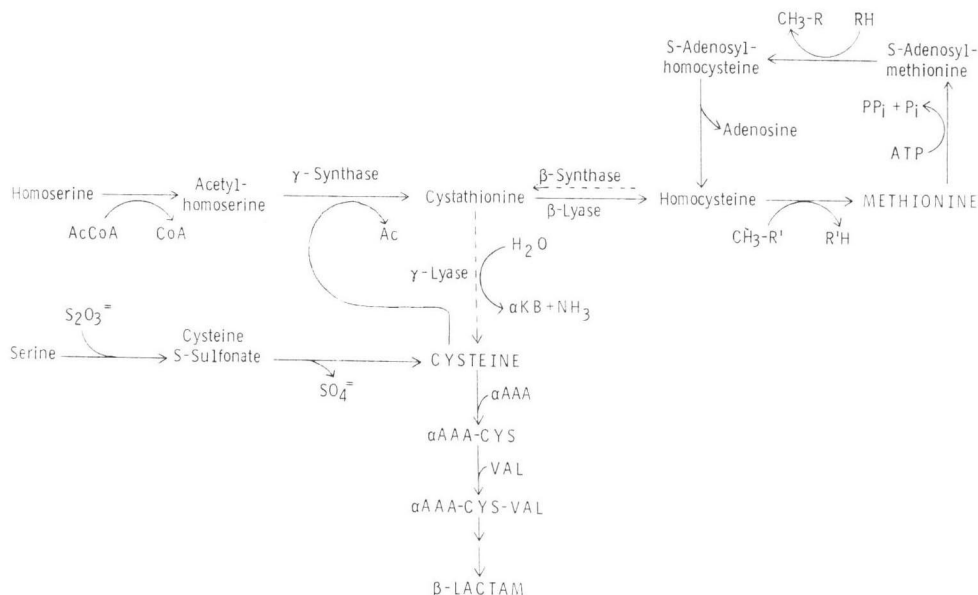 CH3-R RH
S-Adenosyl-
homocysteine
S-Adenosyl-
methionine
PPi + Pi
Adenosine
ATP
γ-Synthase
β-Synthase
Homoserine
Acetyl-
homoserine
Cystathionine
β-Lyase
Homocysteine
METHIONINE
AcCoA
CoA
Ac
CH3-R'
R'H
H2O
γ-Lyase
αKB+NH3
S2O3=
Cysteine
S-Sulfonate
Serine
CYSTEINE
SO4=
αAAA
αAAA-CYS
VAL
αAAA-CYS-VAL
β-LACTAM